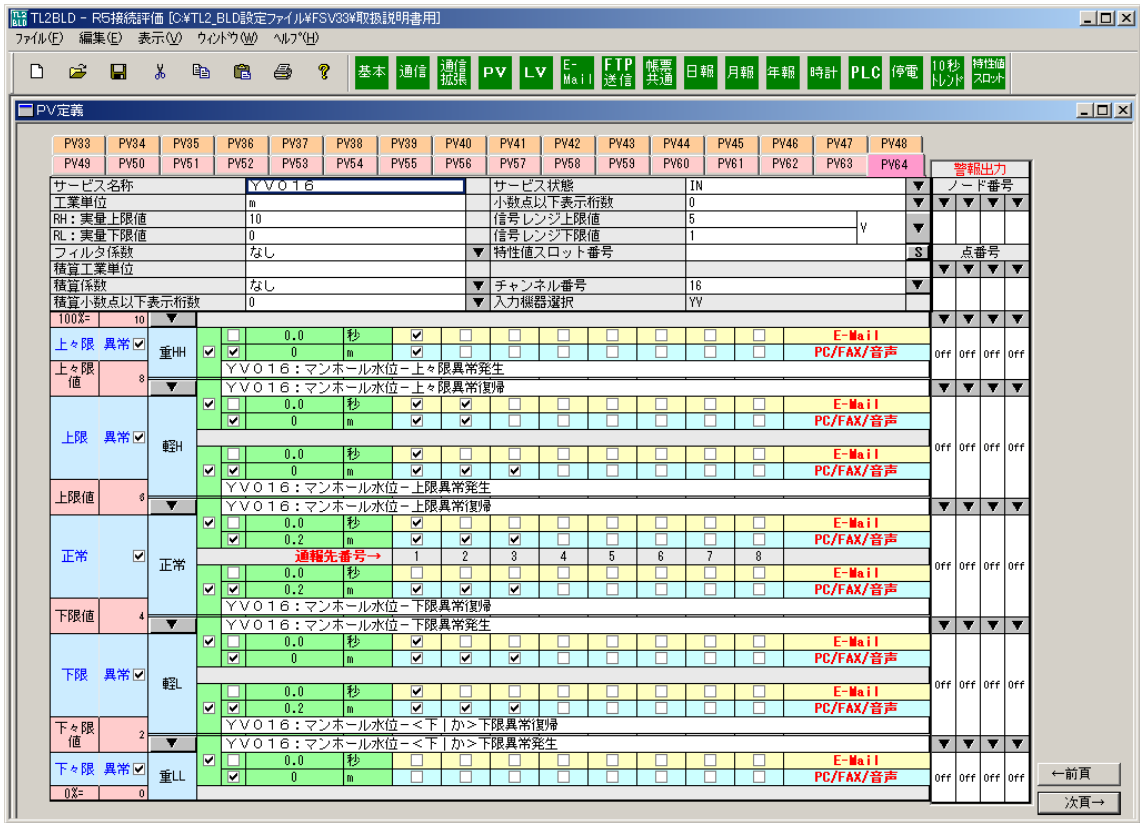 TL2BLD - R5接続評価 [C:¥TL2_BLD設定ファイル¥FSV33¥取扱説明書用]
ファイル(F) 編集(E) 表示(V) ウィンドウ(W) ヘルプ(H)
基本 通信 通信拡張 PV LV E-Mail FTP送信 帳票共通 日報 月報 年報 時計 PLC 停電 10秒トレンド 特性値スロット
PV定義
PV33 PV34 PV35 PV36 PV37 PV38 PV39 PV40 PV41 PV42 PV43 PV44 PV45 PV46 PV47 PV48
PV49 PV50 PV51 PV52 PV53 PV54 PV55 PV56 PV57 PV58 PV59 PV60 PV61 PV62 PV63 PV64
警報出力
サービス名称 YV016 サービス状態 IN ▼ ノード番号
工業単位 m 小数点以下表示桁数 0 ▼ ▼ ▼ ▼ ▼
RH:実量上限値 10 信号レンジ上限値 5 V ▼
RL:実量下限値 0 信号レンジ下限値 1
フィルタ係数 なし ▼ 特性値スロット番号 S 点番号
積算工業単位 ▼ ▼ ▼ ▼
積算係数 なし ▼ チャンネル番号 16 ▼
積算小数点以下表示桁数 0 ▼ 入力機器選択 YV
100%= 10 ▼ ▼ ▼ ▼ ▼
上々限 異常 重HH 0.0 秒 E-Mail
0 m PC/FAX/音声 Off Off Off Off
上々限値 8 YV016:マンホール水位-上々限異常発生
▼ YV016:マンホール水位-上々限異常復帰 ▼ ▼ ▼ ▼
0.0 秒 E-Mail
0 m PC/FAX/音声
上限 異常 軽H Off Off Off Off
0.0 秒 E-Mail
0 m PC/FAX/音声
上限値 6 YV016:マンホール水位-上限異常発生
▼ YV016:マンホール水位-上限異常復帰 ▼ ▼ ▼ ▼
0.0 秒 E-Mail
0.2 m PC/FAX/音声
正常 正常 通報先番号→ 1 2 3 4 5 6 7 8 Off Off Off Off
0.0 秒 E-Mail
0.2 m PC/FAX/音声
下限値 4 YV016:マンホール水位-下限異常復帰
▼ YV016:マンホール水位-下限異常発生 ▼ ▼ ▼ ▼
0.0 秒 E-Mail
0 m PC/FAX/音声
下限 異常 軽L Off Off Off Off
0.0 秒 E-Mail
0.2 m PC/FAX/音声
下々限値 2 YV016:マンホール水位-<下|か>下限異常復帰
▼ YV016:マンホール水位-<下|か>下限異常発生 ▼ ▼ ▼ ▼
下々限 異常 重LL 0.0 秒 E-Mail
0 m PC/FAX/音声 Off Off Off Off
0%= 0
←前頁
次頁→